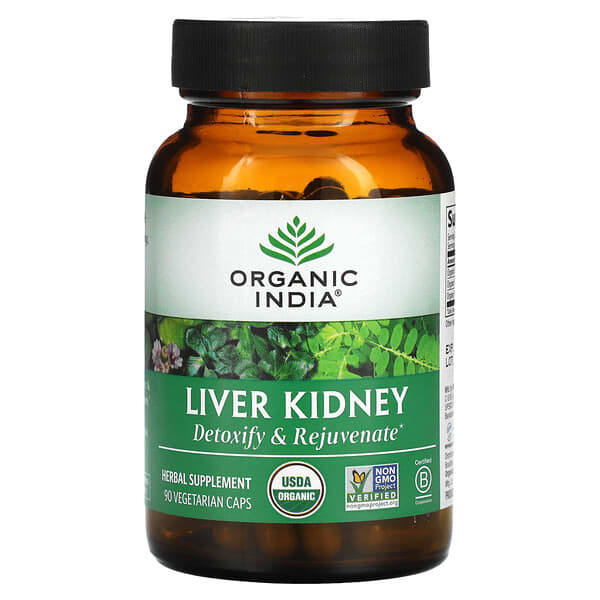 ORGANIC
INDIA®
LIVER KIDNEY
Detoxify & Rejuvenate*
HERBAL SUPPLEMENT
90 VEGETARIAN CAPS
USDA
ORGANIC
NON
GMO
Project
VERIFIED
nongmoproject.org
Certified
B
Corporation
Su